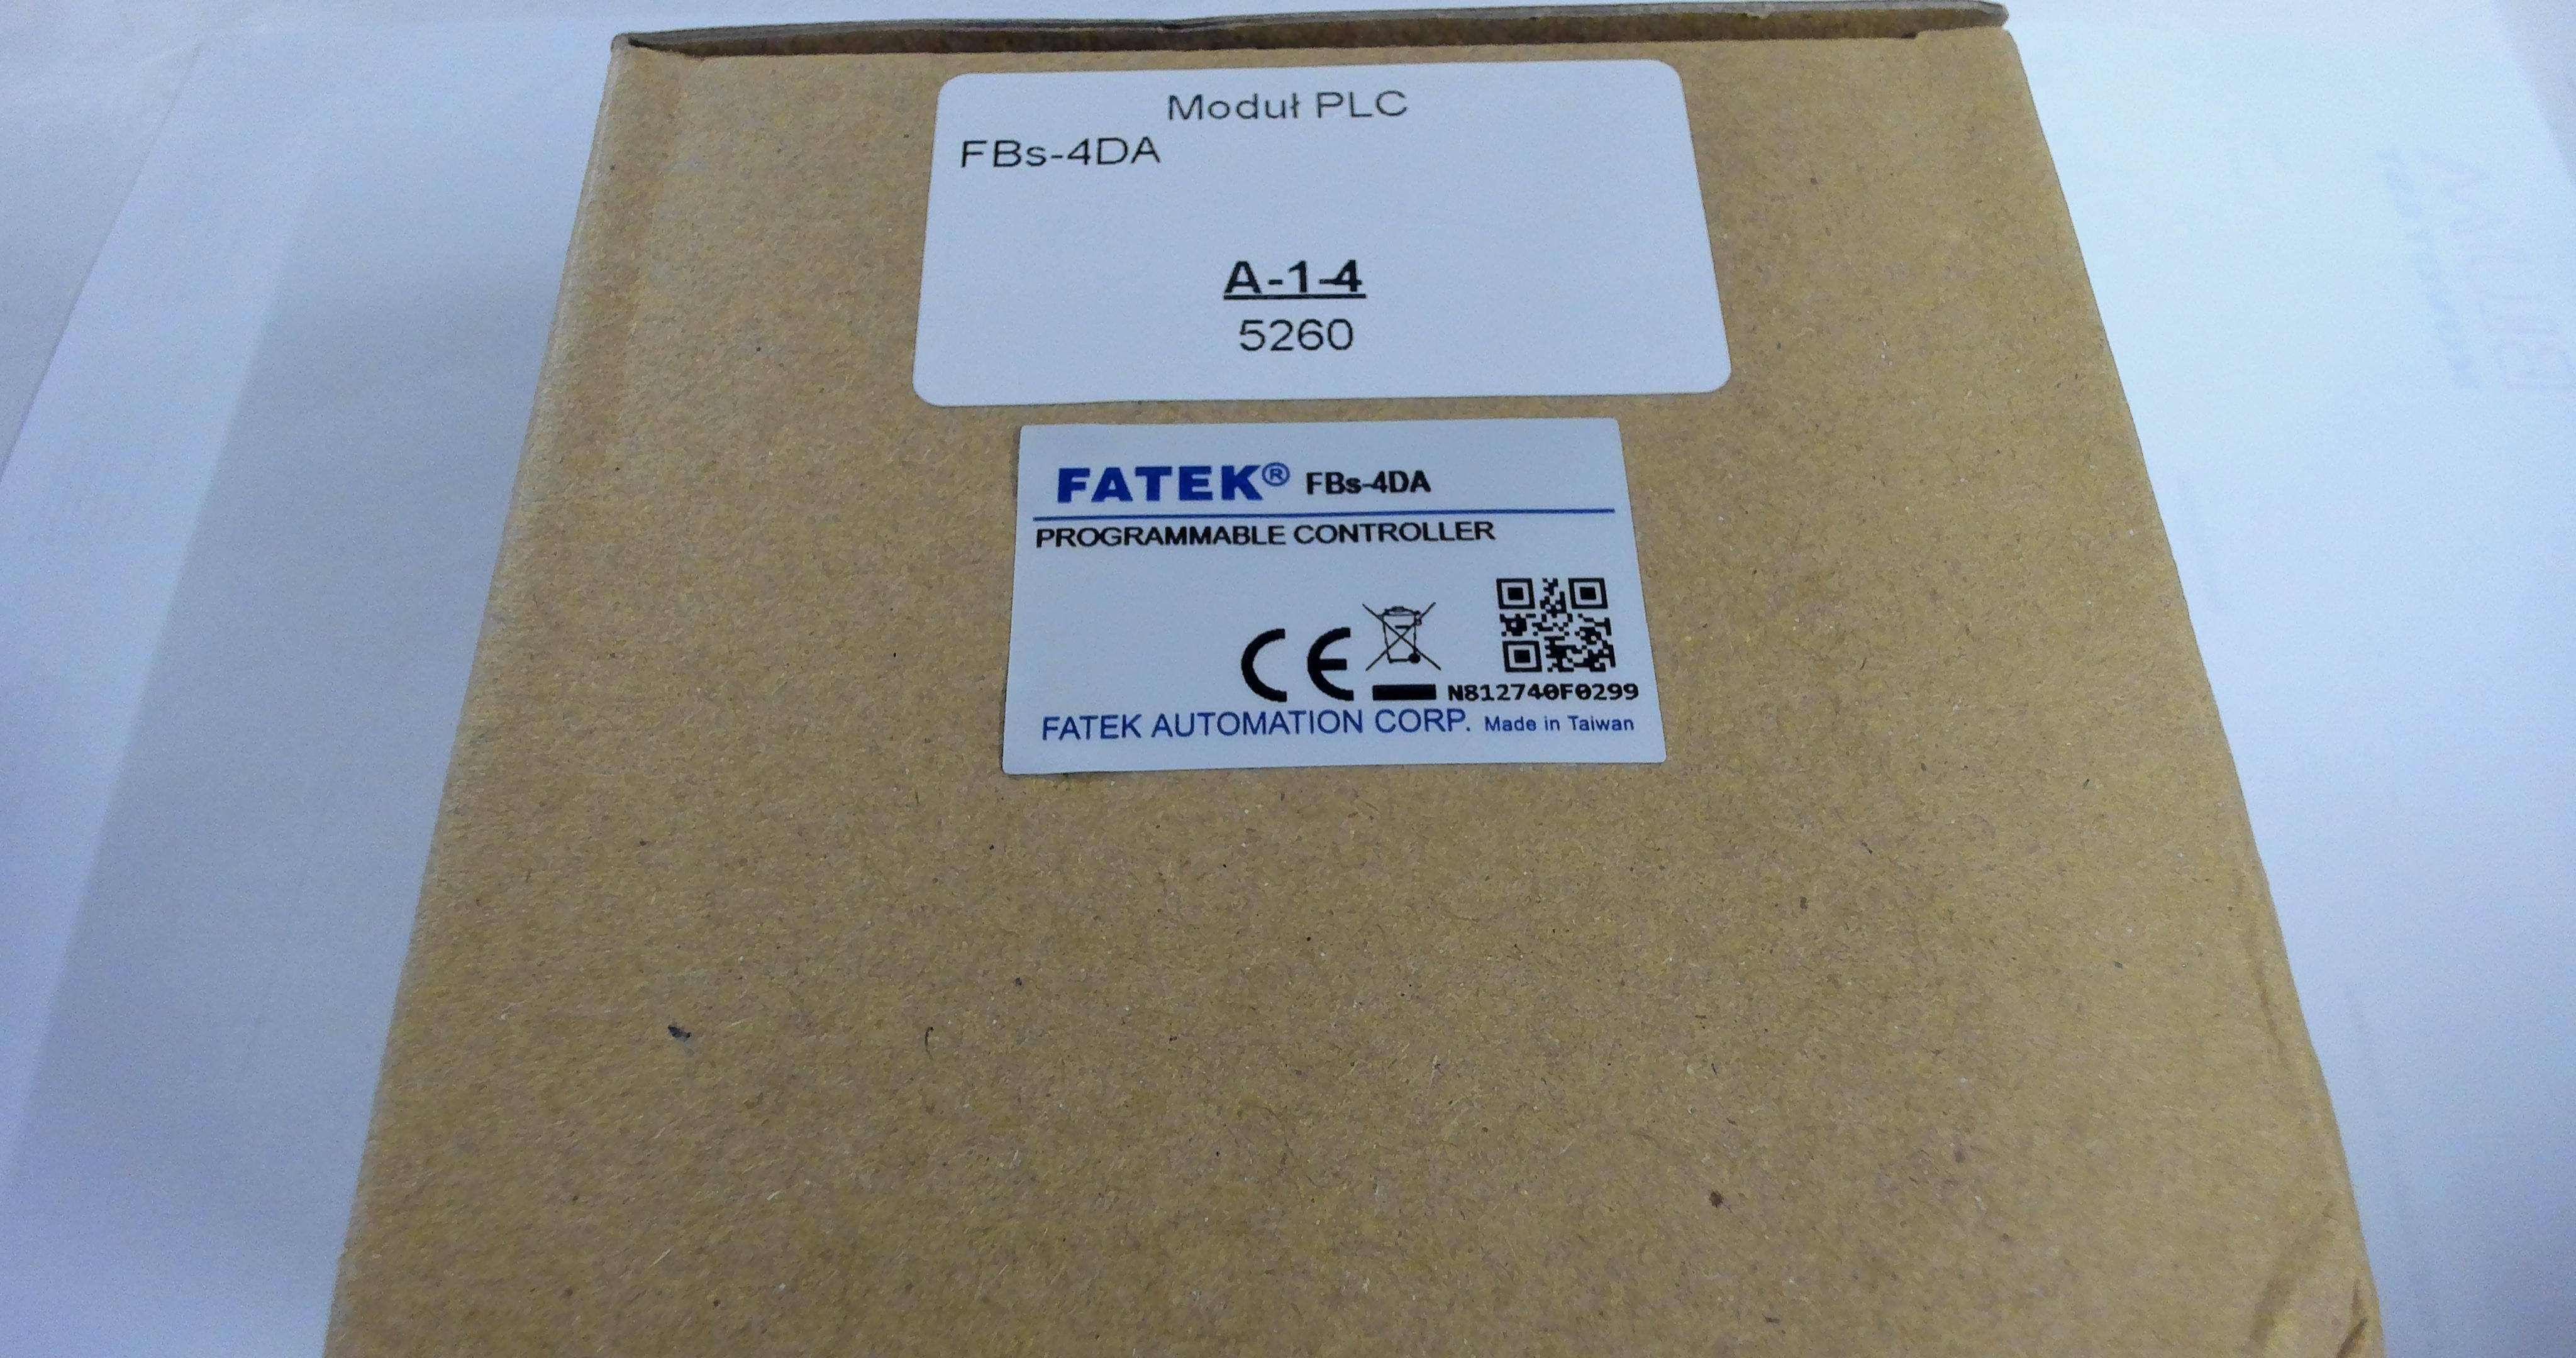 Moduł PLC
FBs-4DA
A-1-4
5260
FATEK® FBs-4DA
PROGRAMMABLE CONTROLLER
CE
N812740F0299
FATEK AUTOMATION CORP. Made in Taiwan